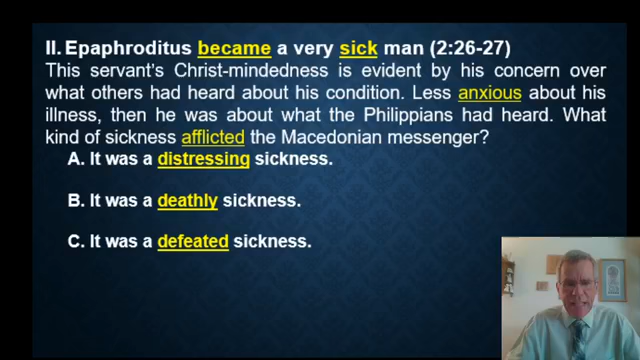 II. Epaphroditus became a very sick man (2:26-27)
This servant's Christ-mindedness is evident by his concern over
what others had heard about his condition. Less anxious about his
illness, then he was about what the Philippians had heard. What
kind of sickness afflicted the Macedonian messenger?
A. It was a distressing sickness.
B. It was a deathly sickness.
C. It was a defeated sickness.